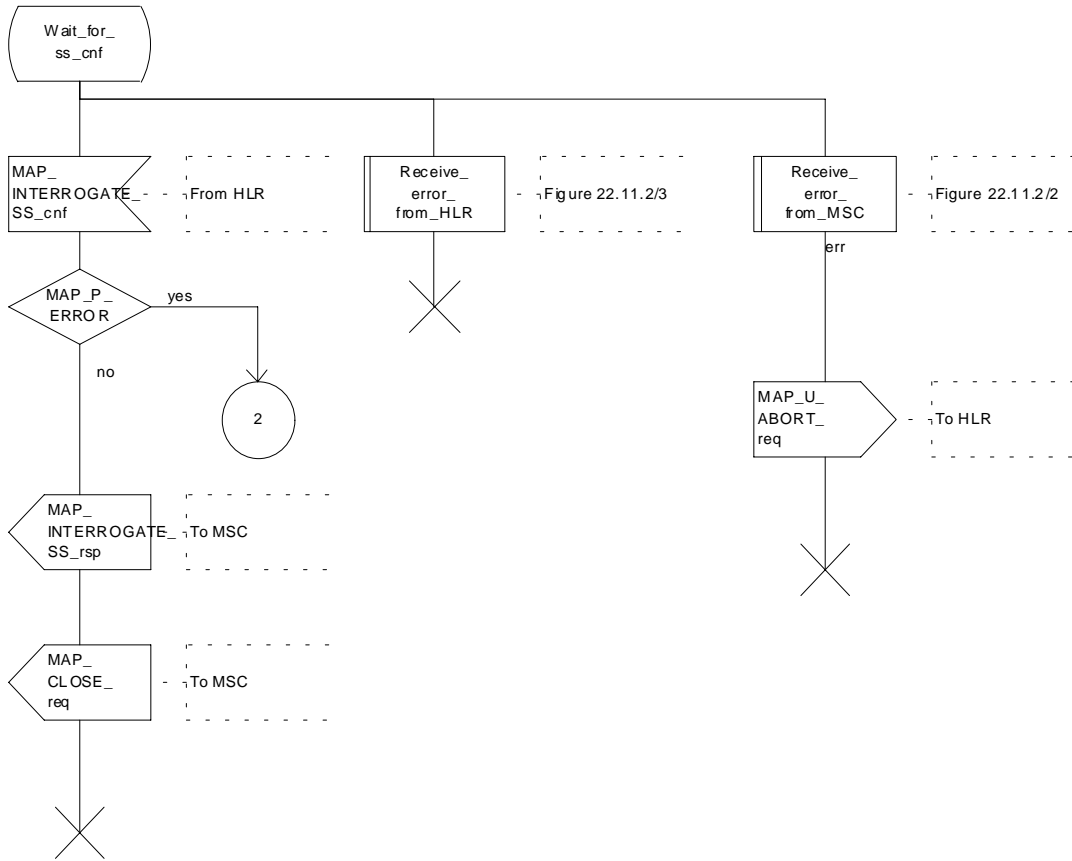 Wait_for_
ss_cnf
MAP_
INTERROGATE_
SS_cnf
From HLR
Receive_
error_
from_HLR
Figure 22.11.2/3
Receive_
error_
from_MSC
Figure 22.11.2/2
err
MAP_P_
ERROR
yes
no
2
MAP_U_
ABORT_
req
To HLR
MAP_
INTERROGATE_
SS_rsp
To MSC
MAP_
CLOSE_
req
To MSC